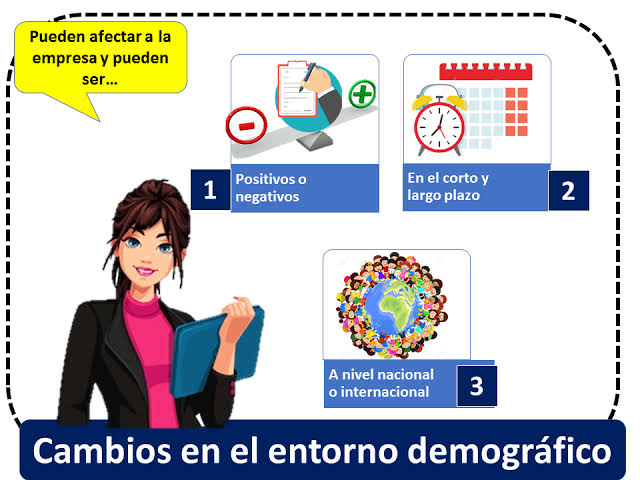 Pueden afectar a la
empresa y pueden
ser...
1
Positivos o
negativos
En el corto y
largo plazo
2
A nivel nacional
o internacional
3
Cambios en el entorno demográfico